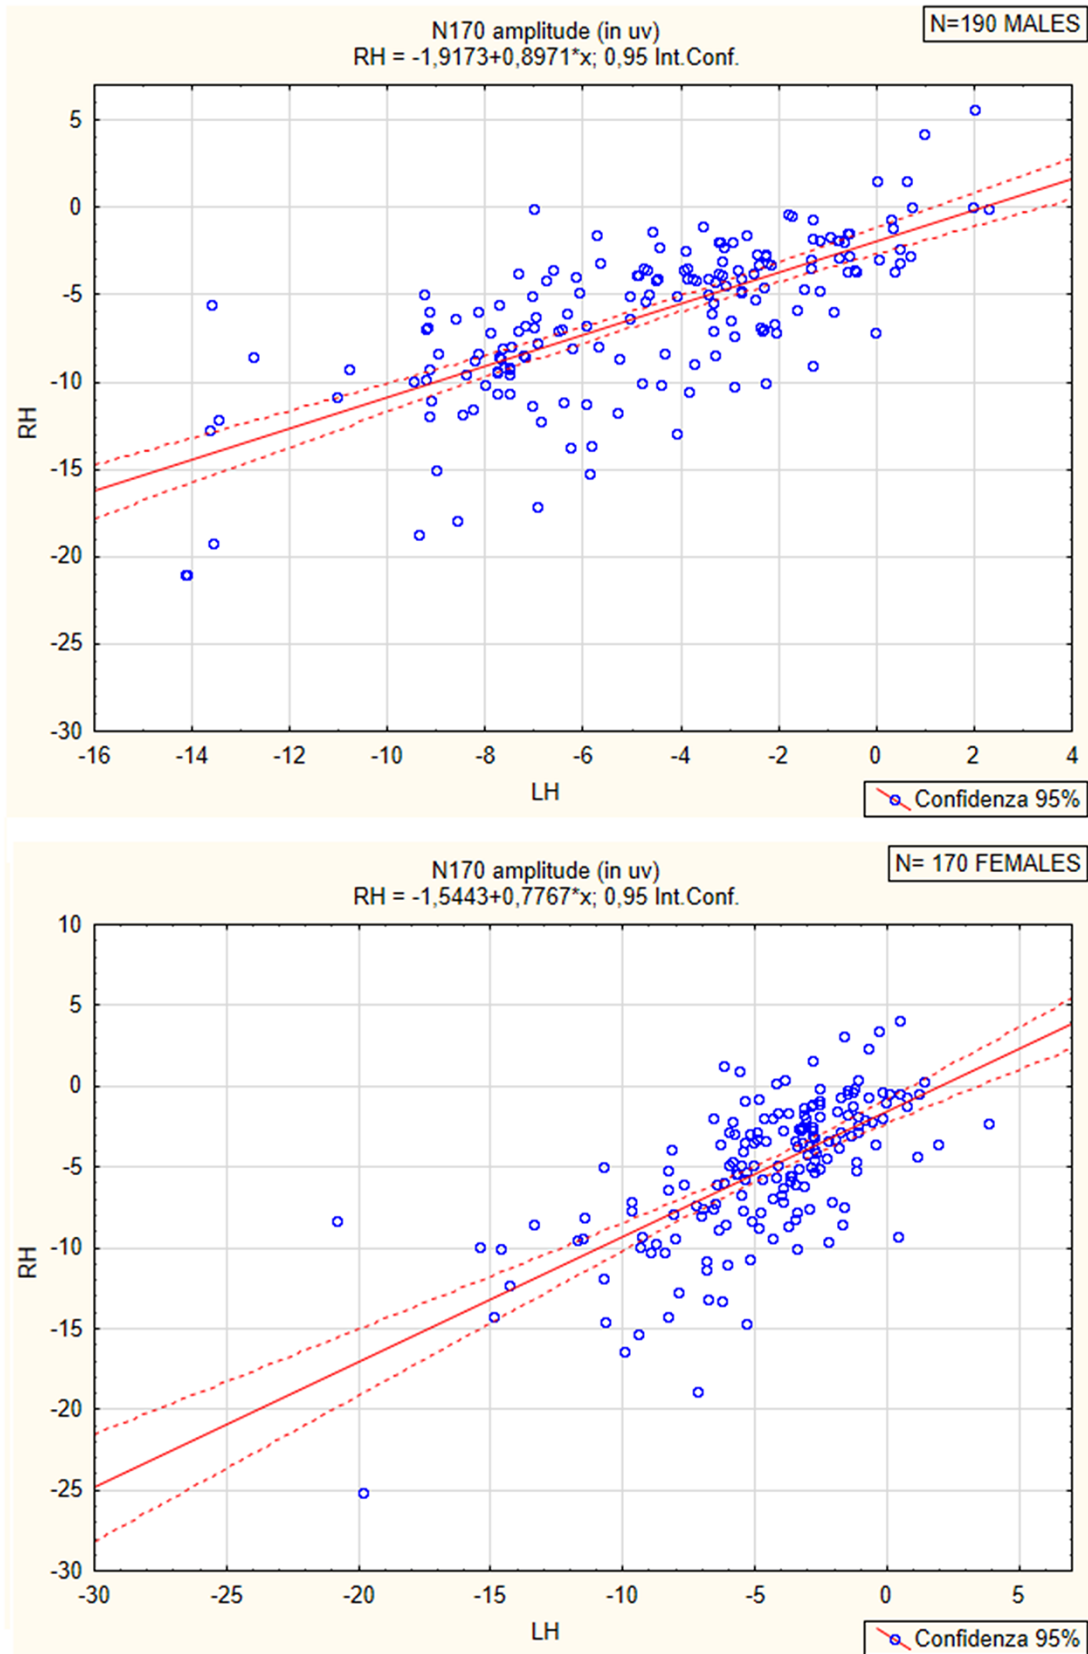 N=190 MALES
N170 amplitude (in uv)
RH = -1,9173+0,8971*x; 0,95 Int.Conf.
5
0
-5
-10
-15
-20
-25
-30
RH
-16 -14 -12 -10 -8 -6 -4 -2 0 2 4
LH
Confidenza 95%
N= 170 FEMALES
N170 amplitude (in uv)
RH = -1,5443+0,7767*x; 0,95 Int.Conf.
10
5
0
-5
-10
-15
-20
-25
-30
RH
-30 -25 -20 -15 -10 -5 0 5
LH
Confidenza 95%